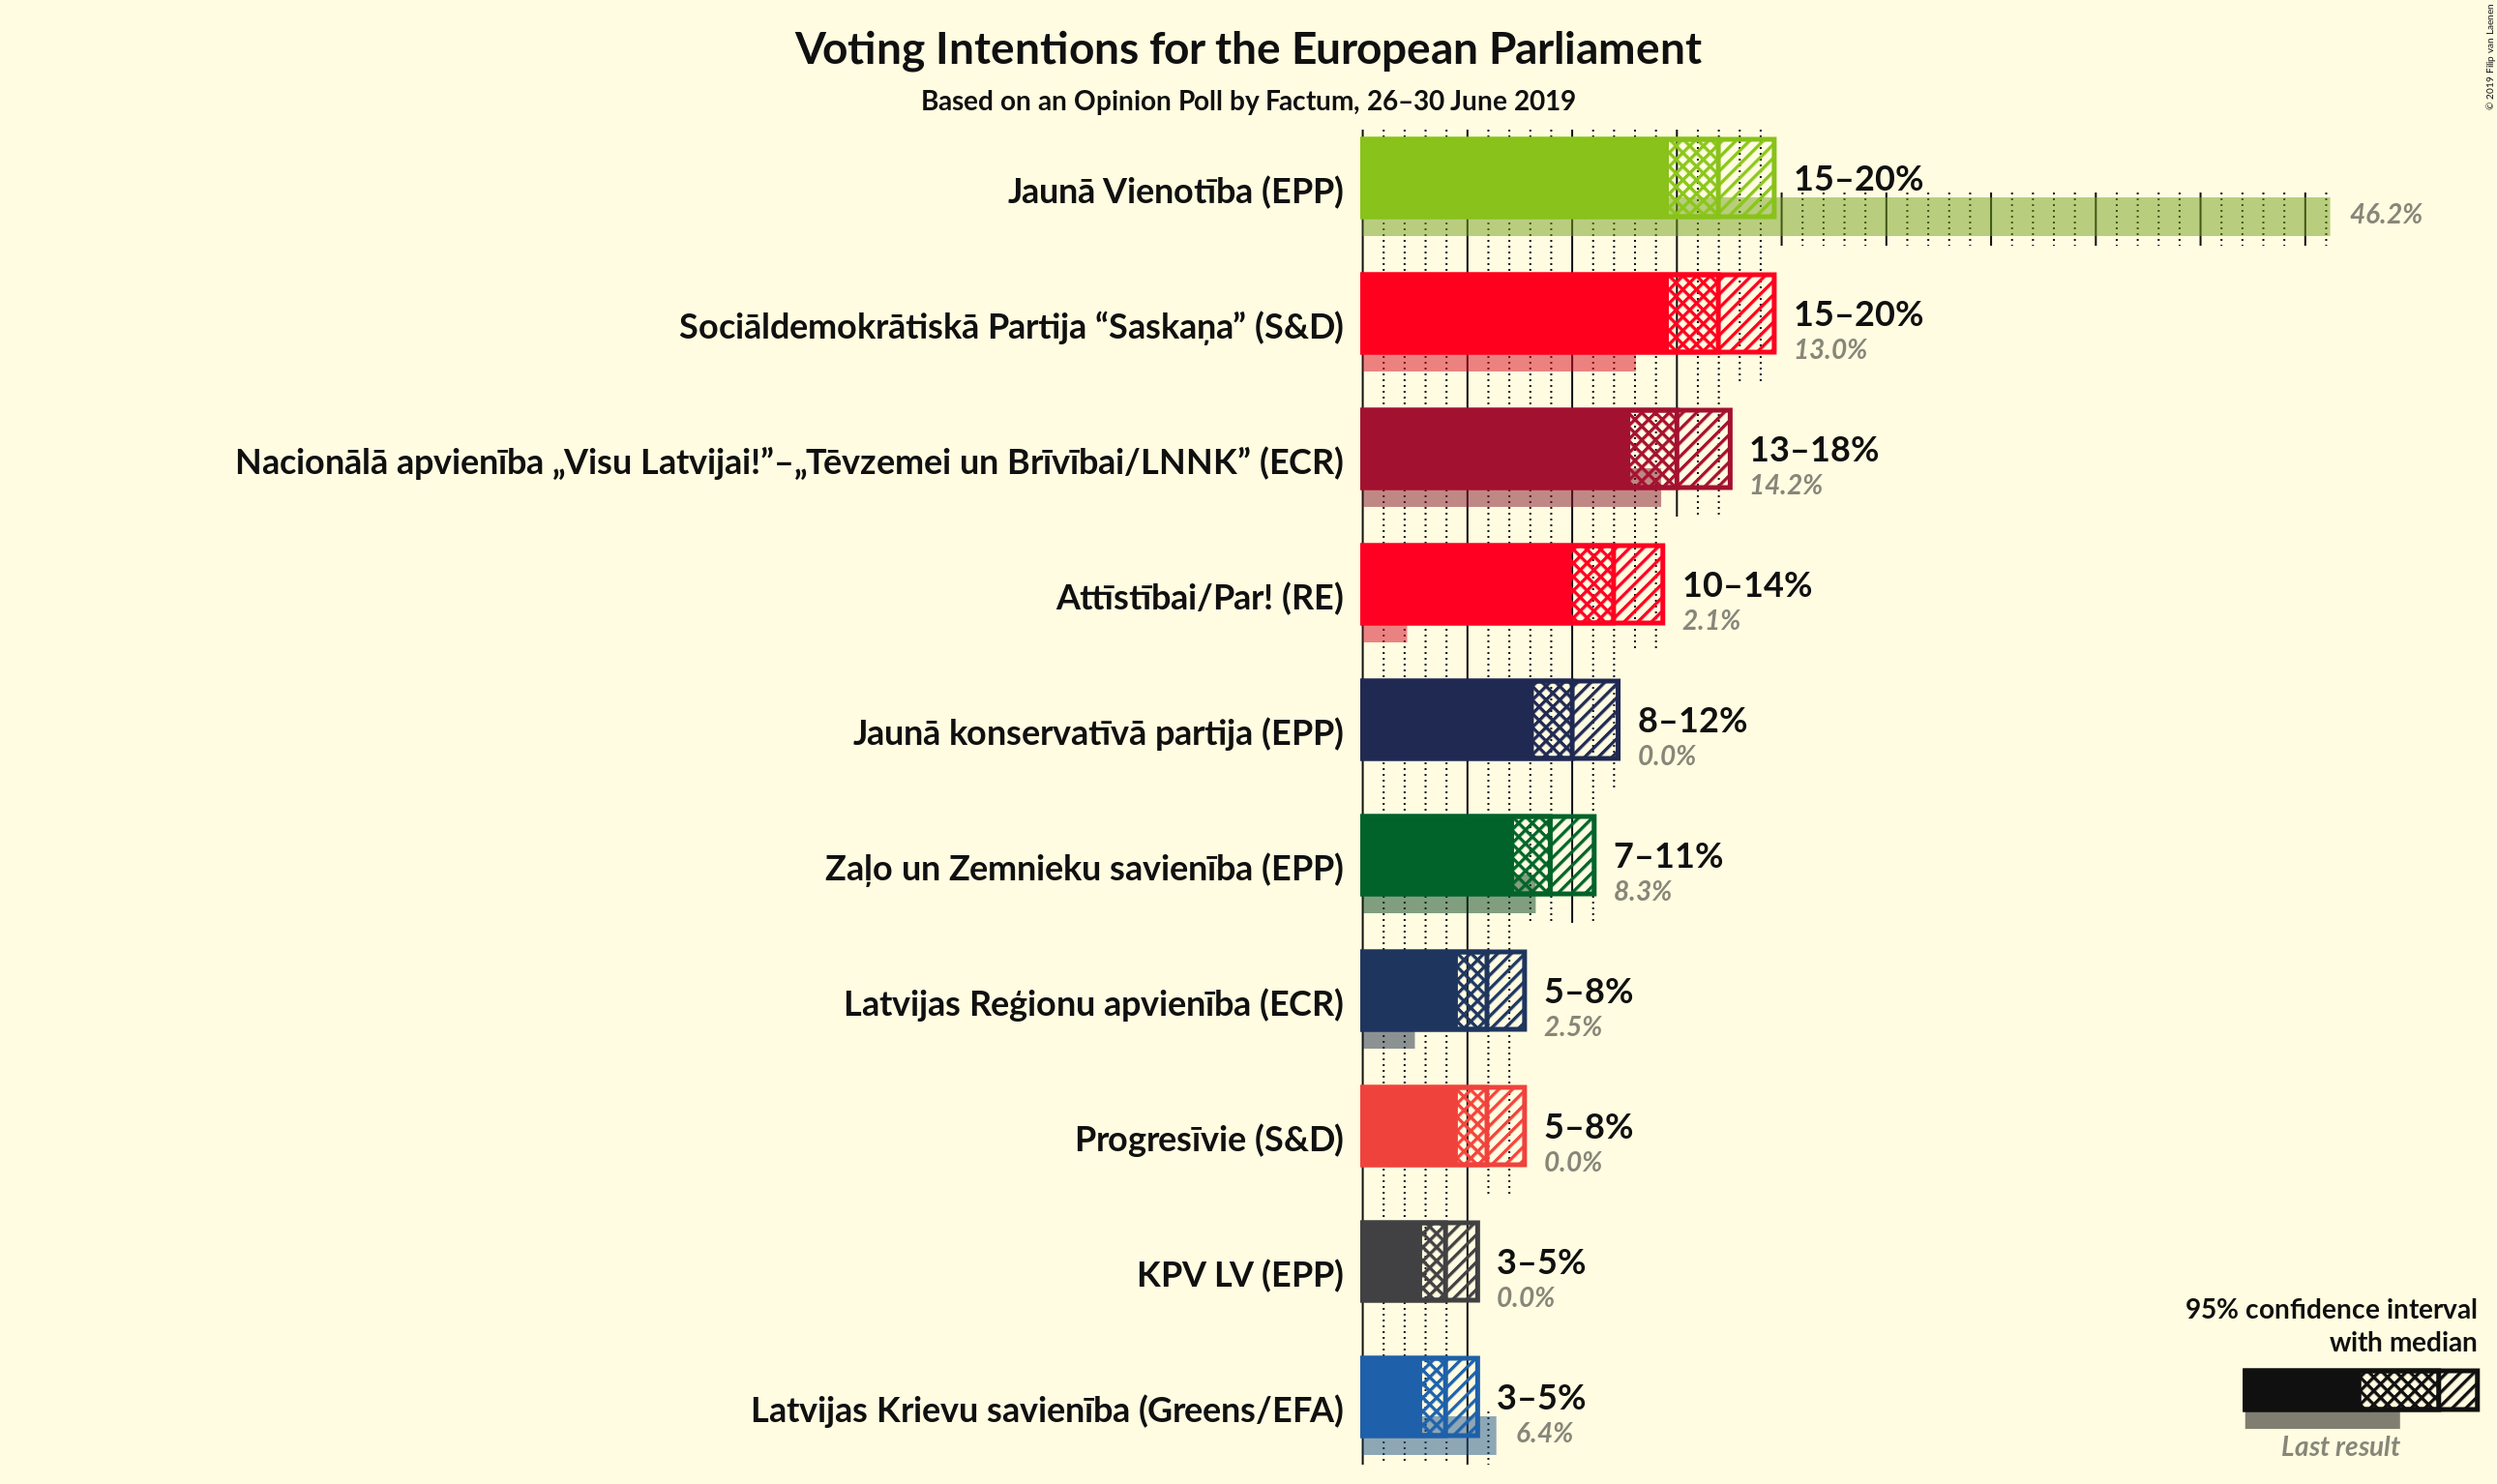 Voting Intentions for the European Parliament
Based on an Opinion Poll by Factum, 26–30 June 2019
© 2019 Filip van Laenen
Jaunā Vienotība (EPP)
15–20%
46.2%
Sociāldemokrātiskā Partija “Saskaņa” (S&D)
15–20%
13.0%
Nacionālā apvienība „Visu Latvijai!”–„Tēvzemei un Brīvībai/LNNK” (ECR)
13–18%
14.2%
Attīstībai/Par! (RE)
10–14%
2.1%
Jaunā konservatīvā partija (EPP)
8–12%
0.0%
Zaļo un Zemnieku savienība (EPP)
7–11%
8.3%
Latvijas Reģionu apvienība (ECR)
5–8%
2.5%
Progresīvie (S&D)
5–8%
0.0%
KPV LV (EPP)
3–5%
0.0%
Latvijas Krievu savienība (Greens/EFA)
3–5%
6.4%
95% confidence interval
with median
Last result